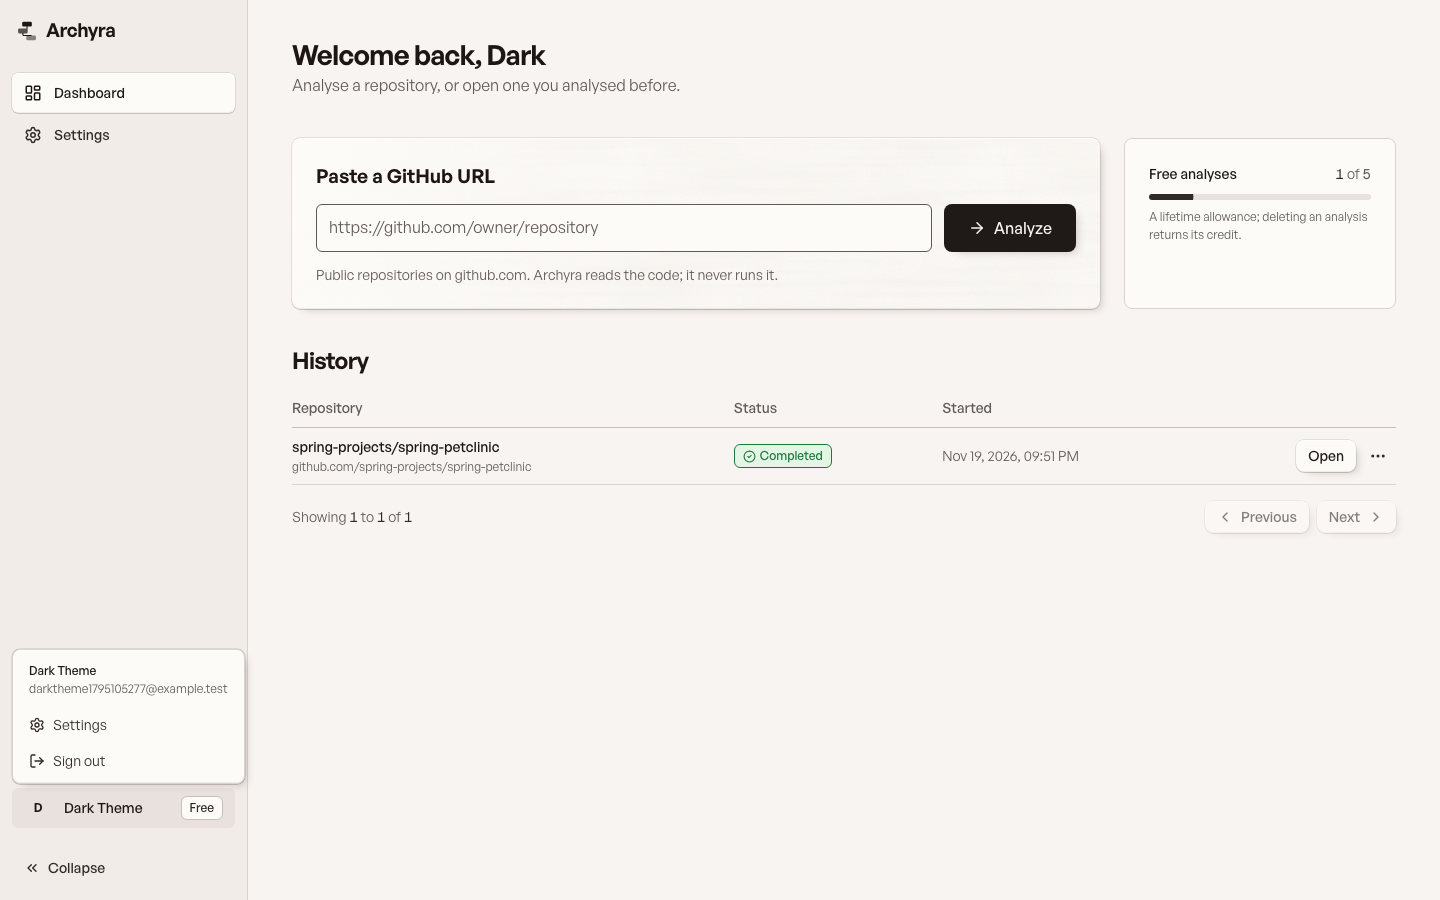 Archyra
Dashboard
Settings
Welcome back, Dark
Analyse a repository, or open one you analysed before.
Paste a GitHub URL
https://github.com/owner/repository
Analyze
Public repositories on github.com. Archyra reads the code; it never runs it.
Free analyses
1 of 5
A lifetime allowance; deleting an analysis
returns its credit.
History
Repository
Status
Started
spring-projects/spring-petclinic
github.com/spring-projects/spring-petclinic
Completed
Nov 19, 2026, 09:51 PM
Open
Showing 1 to 1 of 1
Previous
Next
Dark Theme
darktheme1795105277@example.test
Settings
Sign out
D
Dark Theme
Free
Collapse